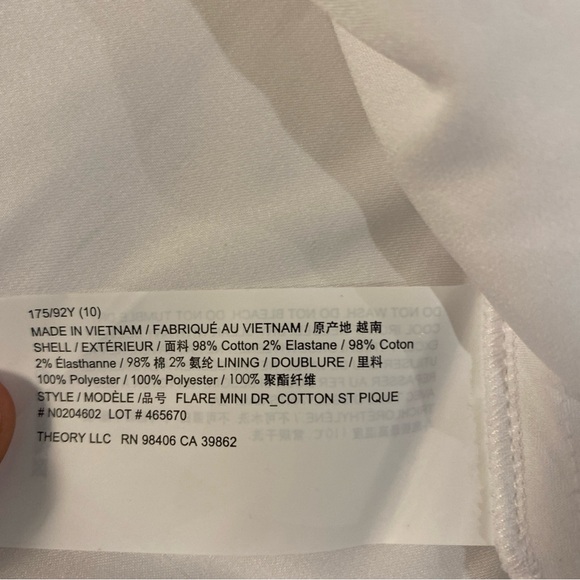 175/92Y (10)
MADE IN VIETNAM / FABRIQUÉ AU VIETNAM / 原产地 越南
SHELL / EXTÉRIEUR / 面料 98% Cotton 2% Elastane / 98% Coton
2% Élasthanne / 98% 棉 2% 氨纶 LINING / DOUBLURE / 里料
100% Polyester / 100% Polyester / 100% 聚酯纤维
STYLE / MODÈLE / 品号 FLARE MINI DR_COTTON ST PIQUE
# N0204602 LOT # 465670
THEORY LLC RN 98406 CA 39862